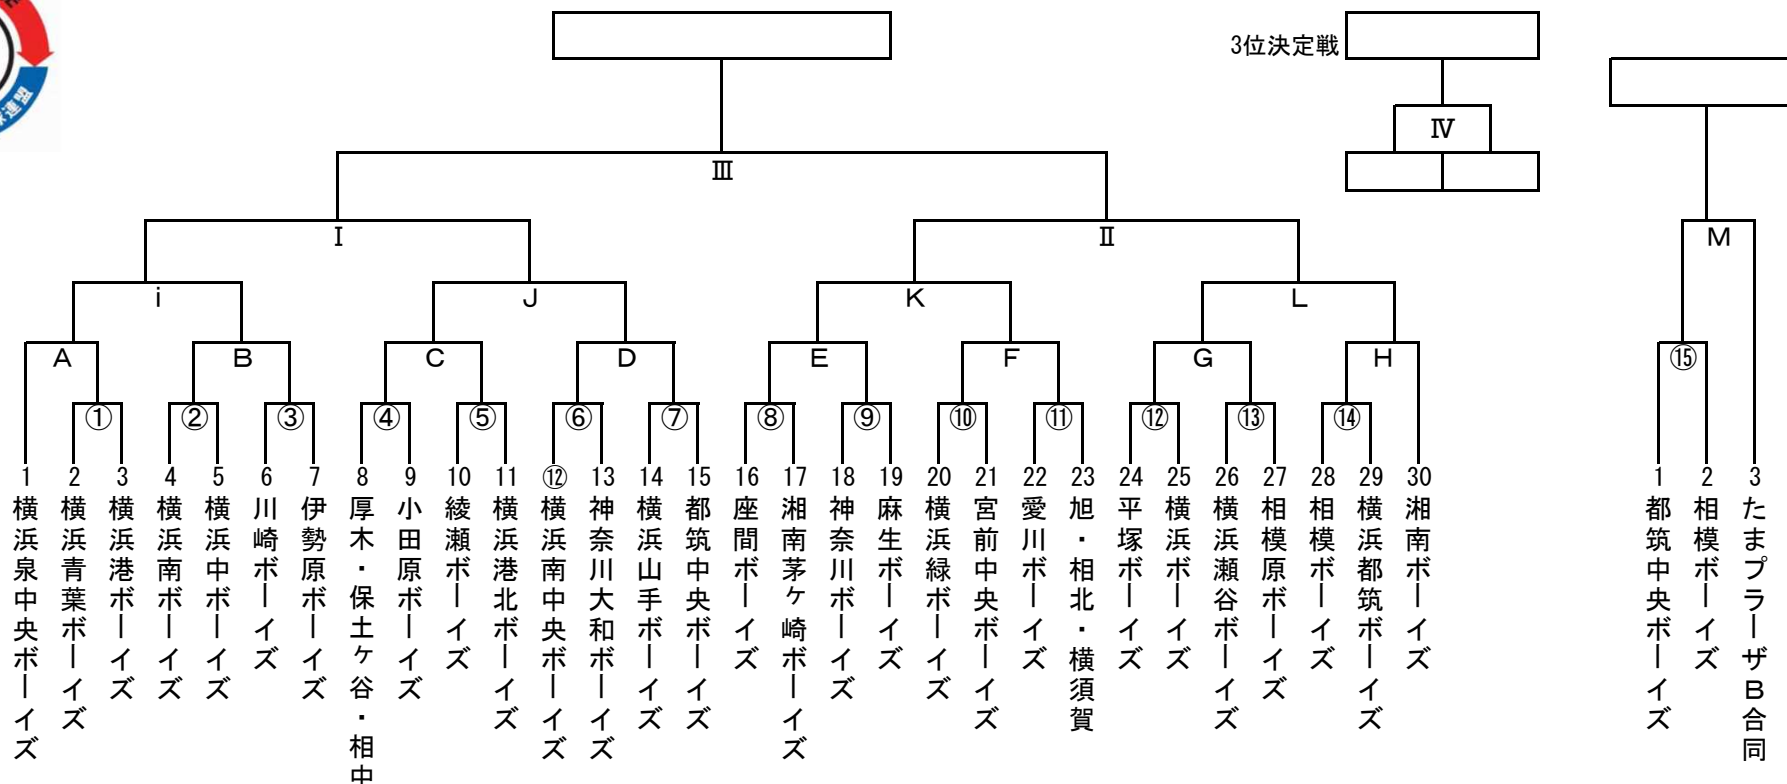 連盟
3位決定戦
Ⅳ
Ⅲ
Ⅰ
Ⅱ
M
i
J
K
L
A
B
C
D
E
F
G
H
⑮
①
②
③
④
⑤
⑥
⑦
⑧
⑨
⑩
⑪
⑫
⑬
⑭
1 横浜泉中央ボーイズ
2 横浜青葉ボーイズ
3 横浜港ボーイズ
4 横浜南ボーイズ
5 横浜中ボーイズ
6 川崎ボーイズ
7 伊勢原ボーイズ
8 厚木・保土ケ谷・相中
9 小田原ボーイズ
10 綾瀬ボーイズ
11 横浜港北ボーイズ
⑫ 横浜南中央ボーイズ
13 神奈川大和ボーイズ
14 横浜山手ボーイズ
15 都筑中央ボーイズ
16 座間ボーイズ
17 湘南茅ケ崎ボーイズ
18 神奈川ボーイズ
19 麻生ボーイズ
20 横浜緑ボーイズ
21 宮前中央ボーイズ
22 愛川ボーイズ
23 旭・相北・横須賀
24 平塚ボーイズ
25 横浜ボーイズ
26 横浜瀬谷ボーイズ
27 相模原ボーイズ
28 相模ボーイズ
29 横浜都筑ボーイズ
30 湘南ボーイズ
1 都筑中央ボーイズ
2 相模ボーイズ
3 たまプラーザB合同